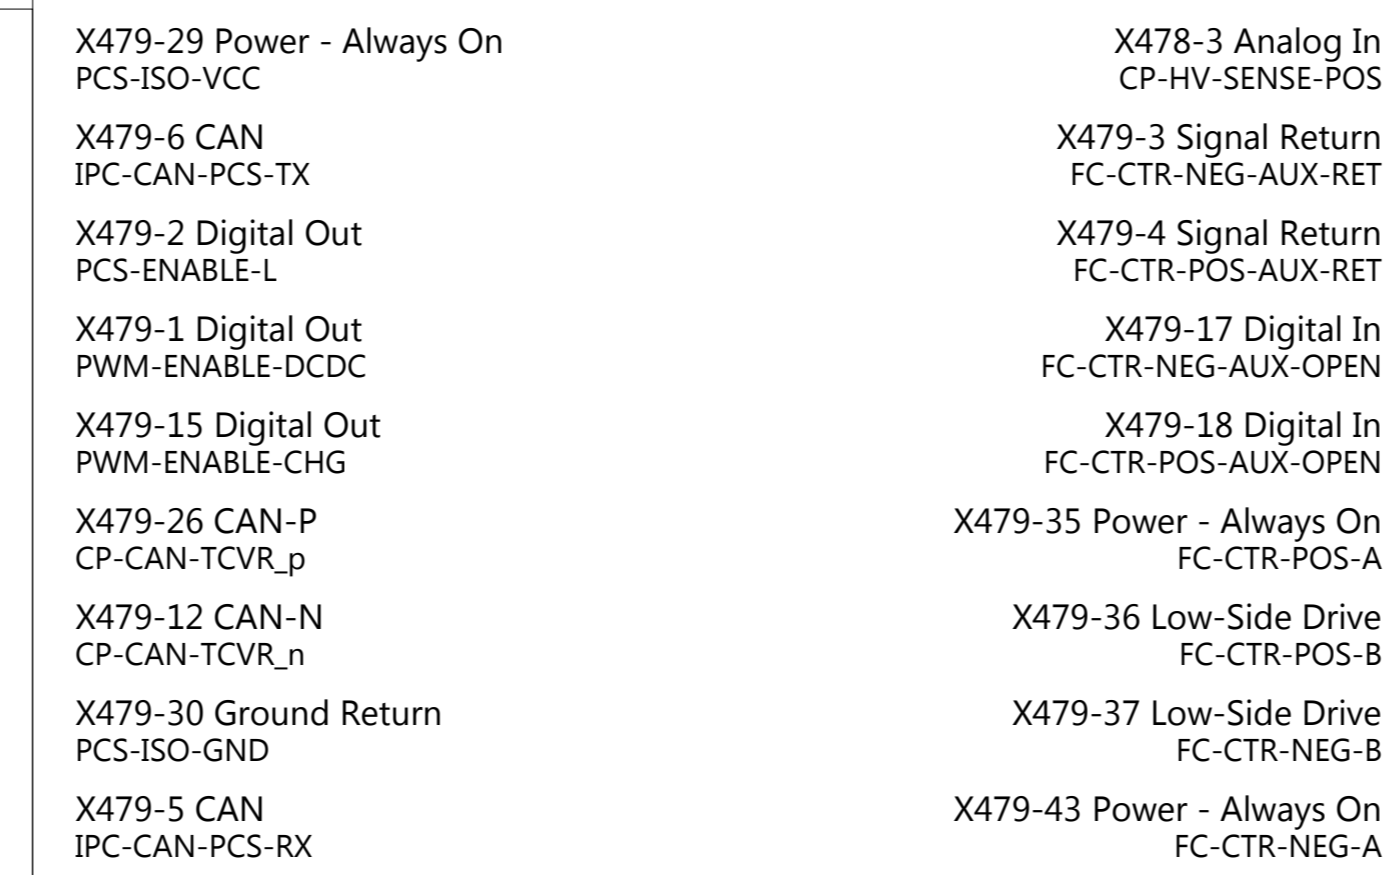 X479-29 Power - Always On
PCS-ISO-VCC
X479-6 CAN
IPC-CAN-PCS-TX
X479-2 Digital Out
PCS-ENABLE-L
X479-1 Digital Out
PWM-ENABLE-DCDC
X479-15 Digital Out
PWM-ENABLE-CHG
X479-26 CAN-P
CP-CAN-TCVR_p
X479-12 CAN-N
CP-CAN-TCVR_n
X479-30 Ground Return
PCS-ISO-GND
X479-5 CAN
IPC-CAN-PCS-RX
X478-3 Analog In
CP-HV-SENSE-POS
X479-3 Signal Return
FC-CTR-NEG-AUX-RET
X479-4 Signal Return
FC-CTR-POS-AUX-RET
X479-17 Digital In
FC-CTR-NEG-AUX-OPEN
X479-18 Digital In
FC-CTR-POS-AUX-OPEN
X479-35 Power - Always On
FC-CTR-POS-A
X479-36 Low-Side Drive
FC-CTR-POS-B
X479-37 Low-Side Drive
FC-CTR-NEG-B
X479-43 Power - Always On
FC-CTR-NEG-A